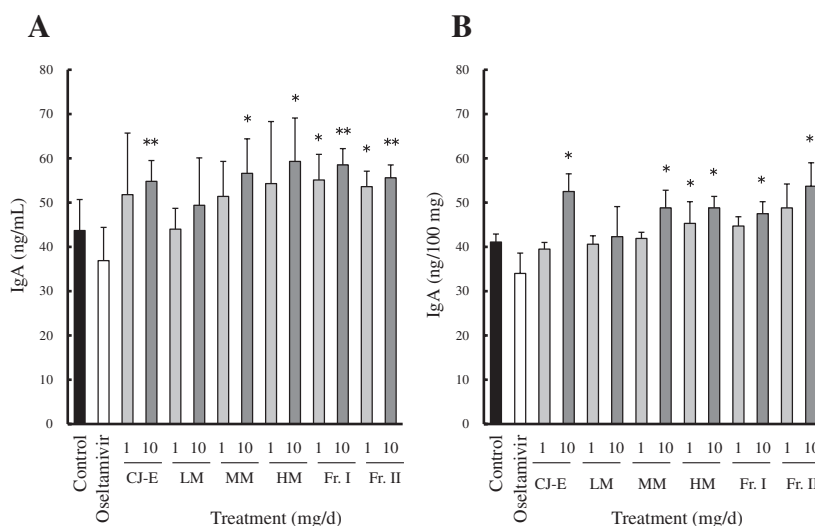 A
80
70
60
50
40
30
20
10
0
IgA (ng/mL)
** * * * ** * **
Control
Oseltamivir
1 10 1 10 1 10 1 10 1 10 1 10
CJ-E LM MM HM Fr. I Fr. II
Treatment (mg/d)
B
80
70
60
50
40
30
20
10
0
IgA (ng/100 mg)
* * * * * *
Control
Oseltamivir
1 10 1 10 1 10 1 10 1 10 1 10
CJ-E LM MM HM Fr. I Fr. II
Treatment (mg/d)